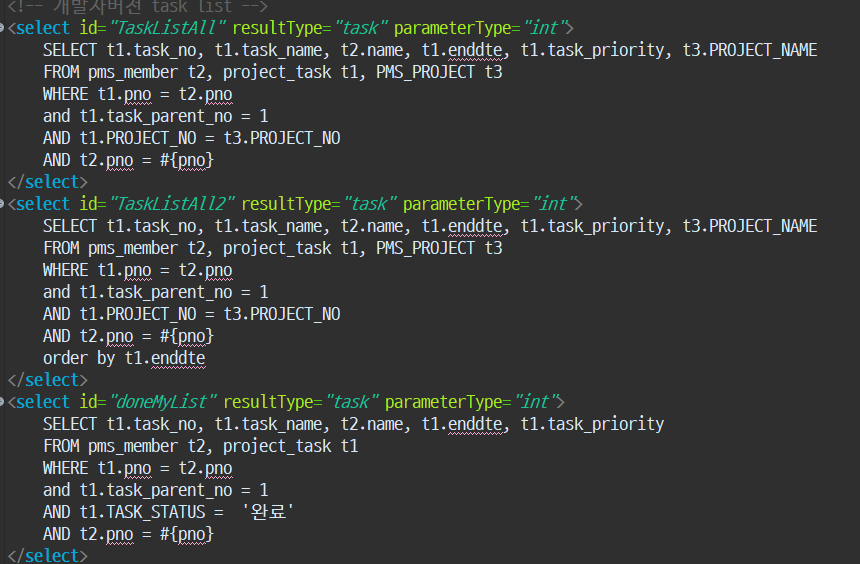 <!-- 개발자버전 task list -->
<select id="TaskListAll" resultType="task" parameterType="int">
SELECT t1.task_no, t1.task_name, t2.name, t1.enddte, t1.task_priority, t3.PROJECT_NAME
FROM pms_member t2, project_task t1, PMS_PROJECT t3
WHERE t1.pno = t2.pno
and t1.task_parent_no = 1
AND t1.PROJECT_NO = t3.PROJECT_NO
AND t2.pno = #{pno}
</select>
<select id="TaskListAll2" resultType="task" parameterType="int">
SELECT t1.task_no, t1.task_name, t2.name, t1.enddte, t1.task_priority, t3.PROJECT_NAME
FROM pms_member t2, project_task t1, PMS_PROJECT t3
WHERE t1.pno = t2.pno
and t1.task_parent_no = 1
AND t1.PROJECT_NO = t3.PROJECT_NO
AND t2.pno = #{pno}
order by t1.enddte
</select>
<select id="doneMyList" resultType="task" parameterType="int">
SELECT t1.task_no, t1.task_name, t2.name, t1.enddte, t1.task_priority
FROM pms_member t2, project_task t1
WHERE t1.pno = t2.pno
and t1.task_parent_no = 1
AND t1.TASK_STATUS =  '완료'
AND t2.pno = #{pno}
</select>